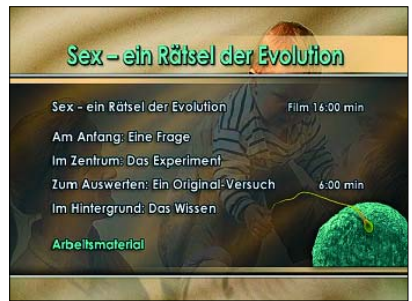 Sex – ein Rätsel der Evolution
Sex - ein Rätsel der Evolution Film 16:00 min
Am Anfang: Eine Frage
Im Zentrum: Das Experiment
Zum Auswerten: Ein Original-Versuch 6:00 min
Im Hintergrund: Das Wissen
Arbeitsmaterial